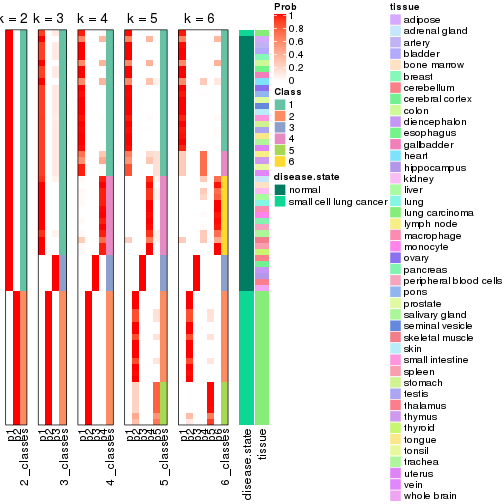 k = 2
k = 3
k = 4
k = 5
k = 6
p1
p2
2_classes
p1
p2
p3
3_classes
p1
p2
p3
p4
4_classes
p1
p2
p3
p4
p5
5_classes
p1
p2
p3
p4
p5
p6
6_classes
disease.state
tissue
Prob
1
0.8
0.6
0.4
0.2
0
Class
1
2
3
4
5
6
disease.state
normal
small cell lung cancer
tissue
adipose
adrenal gland
artery
bladder
bone marrow
breast
cerebellum
cerebral cortex
colon
diencephalon
esophagus
gallbladder
heart
hippocampus
kidney
liver
lung
lung carcinoma
lymph node
macrophage
monocyte
ovary
pancreas
peripheral blood cells
pons
prostate
salivary gland
seminal vesicle
skeletal muscle
skin
small intestine
spleen
stomach
testis
thalamus
thymus
thyroid
tongue
tonsil
trachea
uterus
vein
whole brain